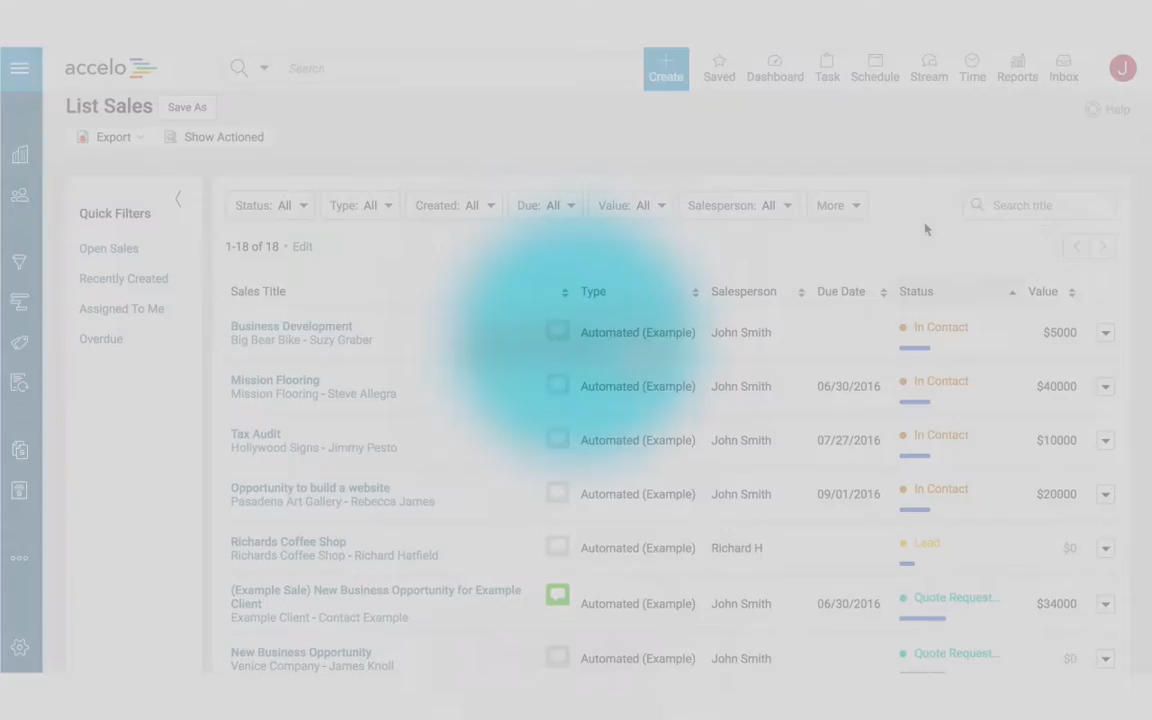 accelo
Search
Create
Saved
Dashboard
Task
Schedule
Stream
Time
Reports
Inbox
J
List Sales
Save As
Help
Export
Show Actioned
Quick Filters
Open Sales
Recently Created
Assigned To Me
Overdue
Status: All
Type: All
Created: All
Due: All
Value: All
Salesperson: All
More
Search title
1-18 of 18 · Edit
Sales Title Type Salesperson Due Date Status Value
Business Development
Big Bear Bike - Suzy Graber
Automated (Example) John Smith In Contact $5000
Mission Flooring
Mission Flooring - Steve Allegra
Automated (Example) John Smith 06/30/2016 In Contact $40000
Tax Audit
Hollywood Signs - Jimmy Pesto
Automated (Example) John Smith 07/27/2016 In Contact $10000
Opportunity to build a website
Pasadena Art Gallery - Rebecca James
Automated (Example) John Smith 09/01/2016 In Contact $20000
Richards Coffee Shop
Richards Coffee Shop - Richard Hatfield
Automated (Example) Richard H Lead $0
(Example Sale) New Business Opportunity for Example
Client
Example Client - Contact Example
Automated (Example) John Smith 06/30/2016 Quote Request... $34000
New Business Opportunity
Venice Company - James Knoll
Automated (Example) John Smith Quote Request... $0